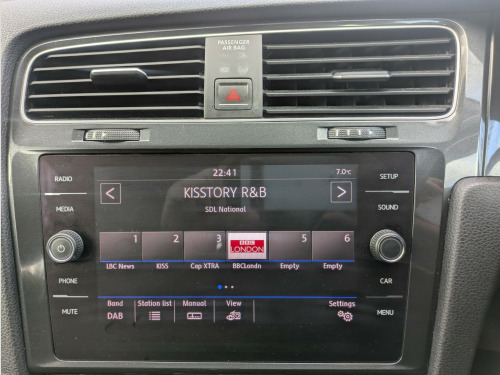 PASSENGER
AIR BAG
RADIO
22:41
7.0°C
SETUP
KISSTORY R&B
MEDIA
SDL National
SOUND
1 2 3 BBC LONDON 5 6
LBC News KISS Cap XTRA BBCLondn Empty Empty
PHONE
CAR
Band Station list Manual View Settings
DAB
MUTE
MENU